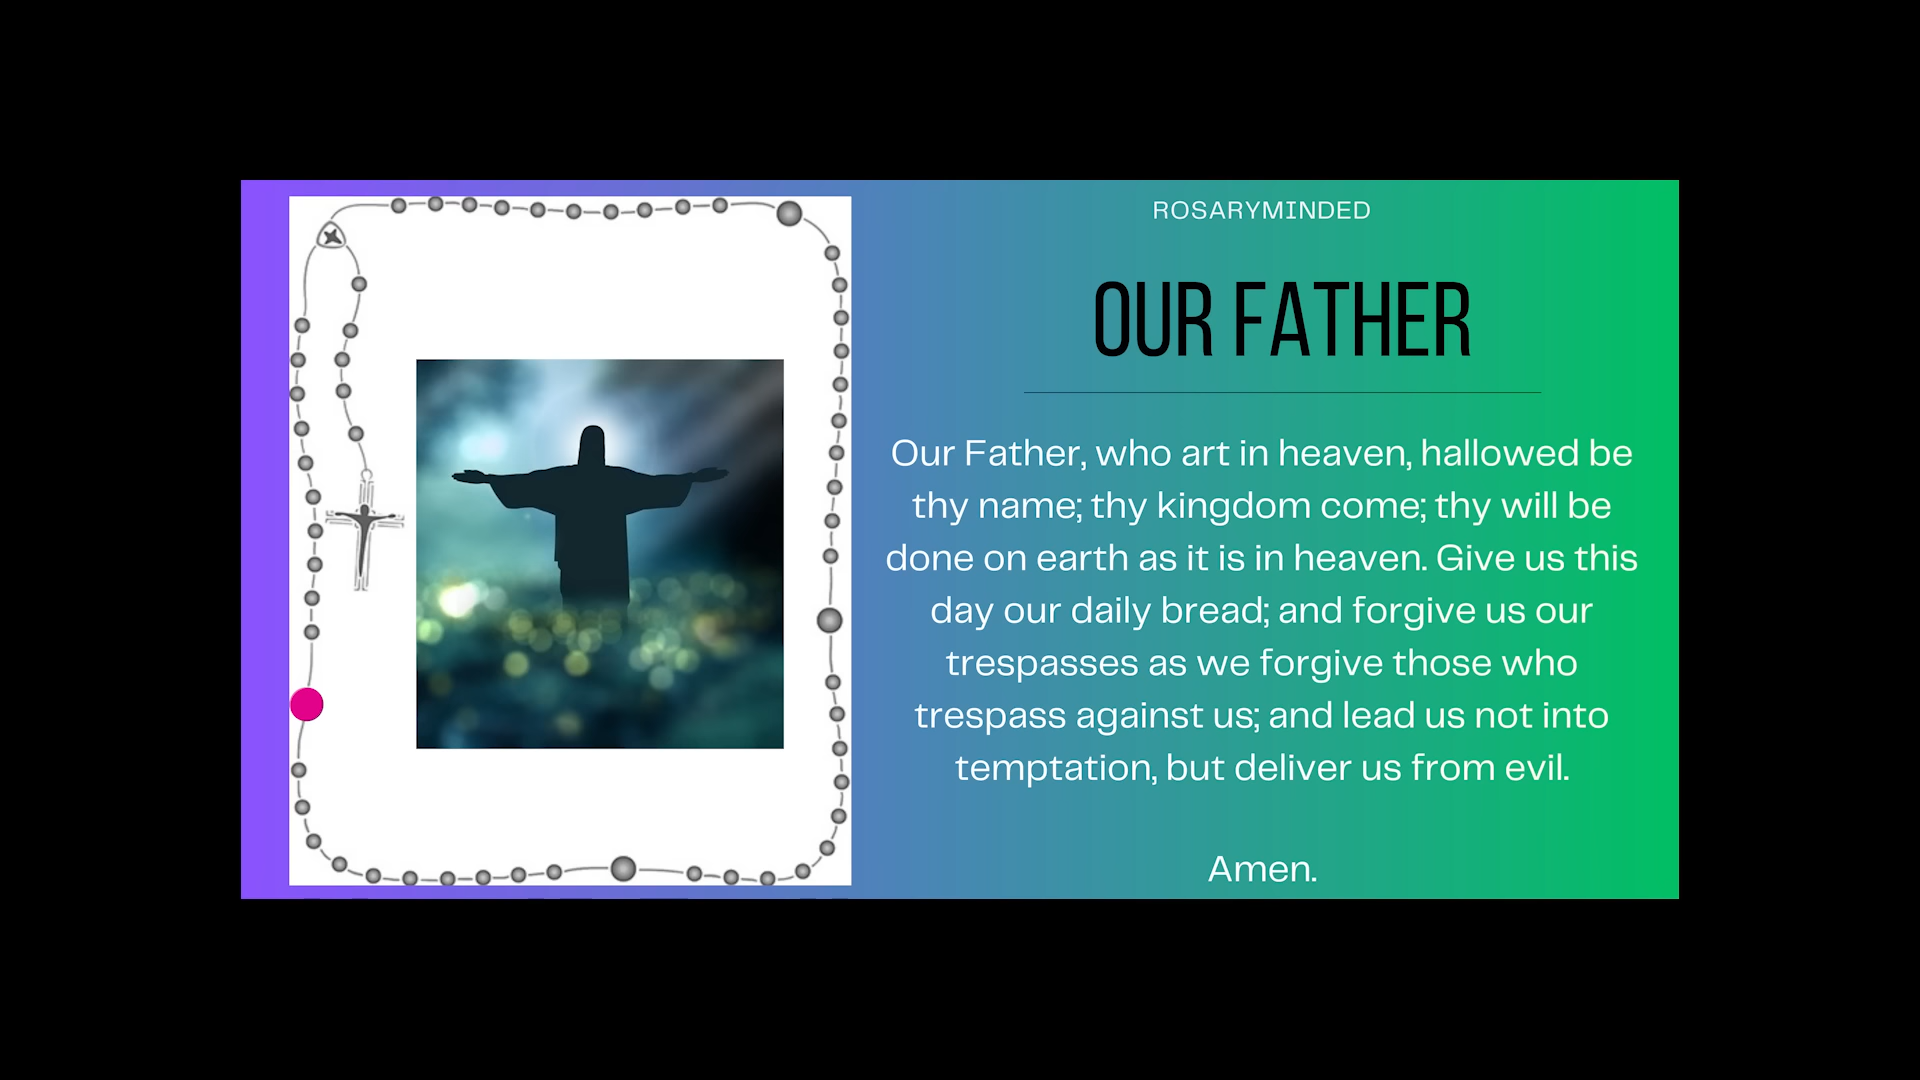 ROSARYMINDED
OUR FATHER
Our Father, who art in heaven, hallowed be
thy name; thy kingdom come; thy will be
done on earth as it is in heaven. Give us this
day our daily bread; and forgive us our
trespasses as we forgive those who
trespass against us; and lead us not into
temptation, but deliver us from evil.
Amen.